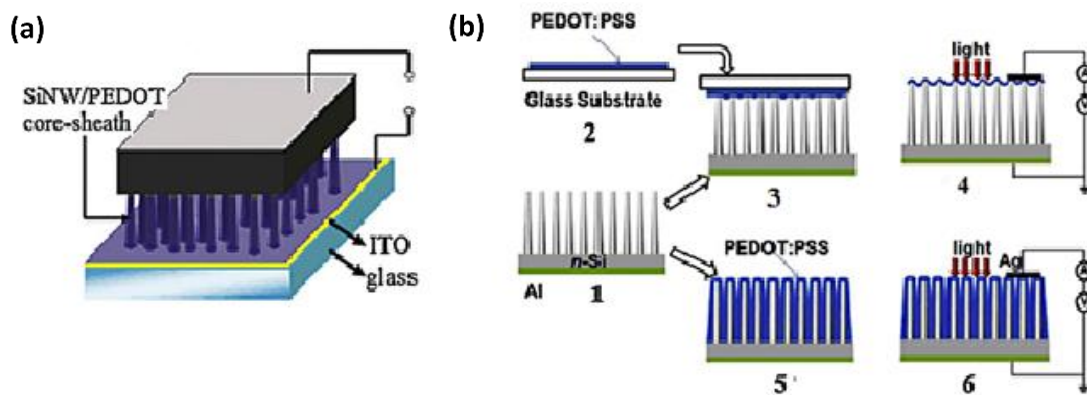 (a)
SiNW/PEDOT
core-sheath
ITO
glass
(b)
PEDOT:PSS
Glass Substrate
2
3
light
A
V
4
n-Si
Al
1
PEDOT:PSS
5
light
Ag
A
V
6